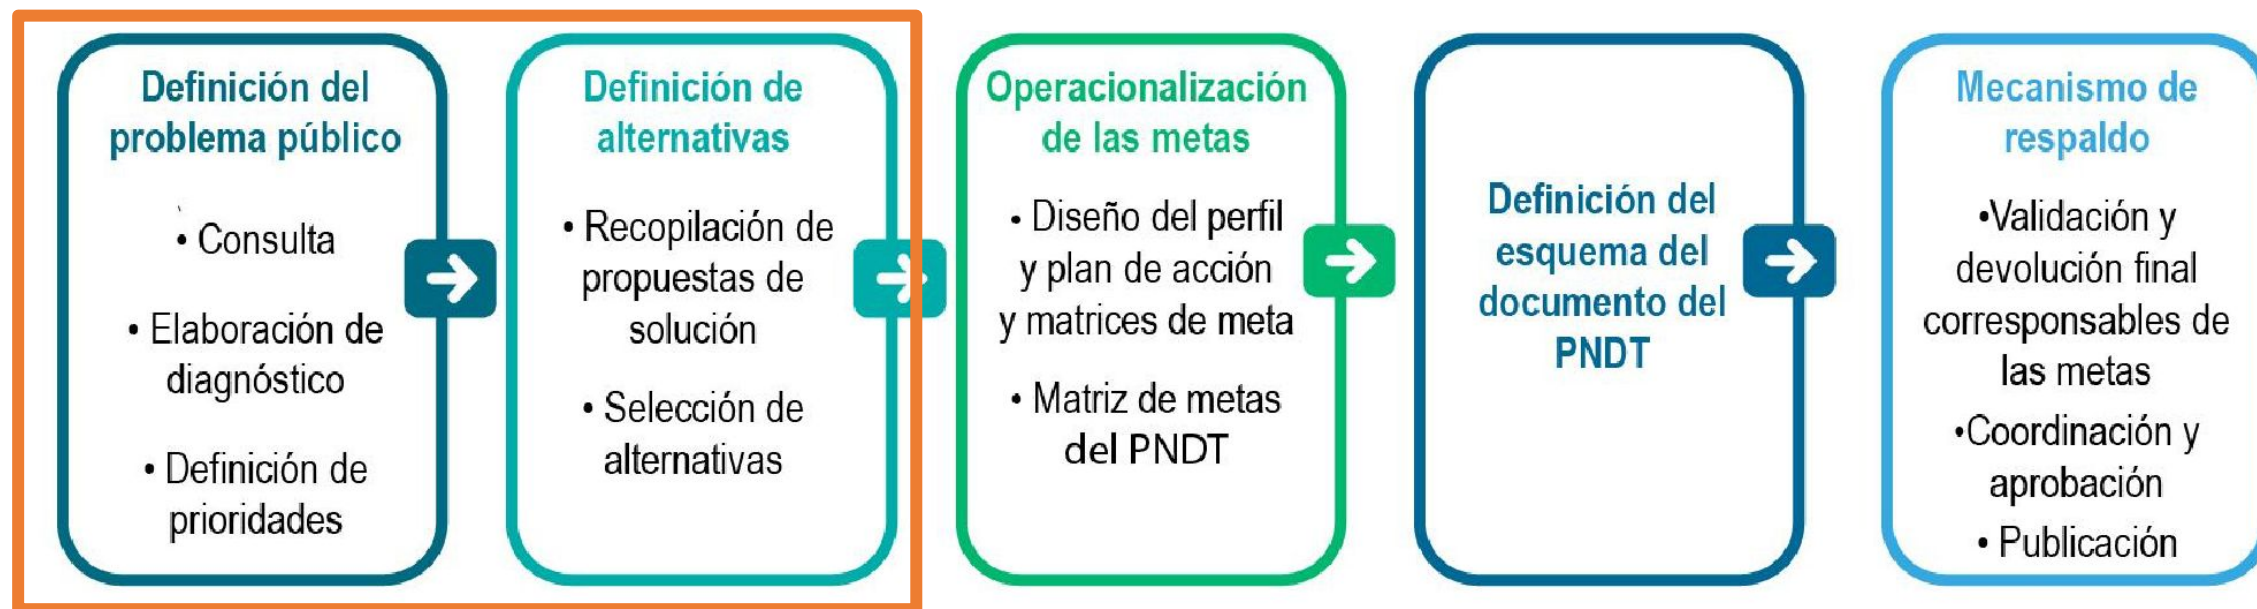 Definición del
problema público
• Consulta
• Elaboración de
diagnóstico
• Definición de
prioridades
Definición de
alternativas
• Recopilación de
propuestas de
solución
• Selección de
alternativas
Operacionalización
de las metas
• Diseño del perfil
y plan de acción
y matrices de meta
• Matriz de metas
del PNDT
Definición del
esquema del
documento del
PNDT
Mecanismo de
respaldo
•Validación y
devolución final
corresponsables de
las metas
•Coordinación y
aprobación
• Publicación